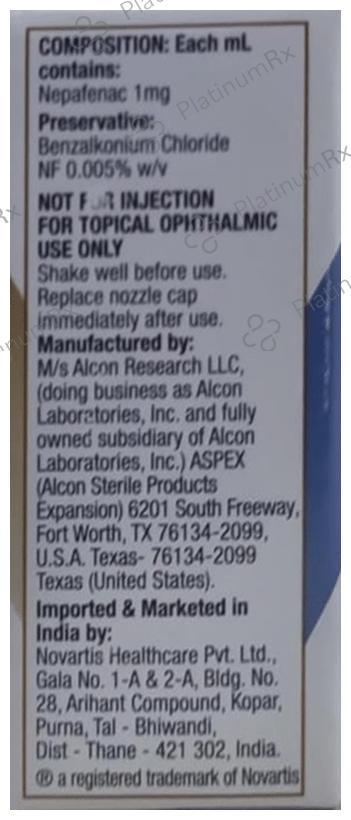 COMPOSITION: Each mL
contains:
Nepafenac 1mg
Preservative:
Benzalkonium Chloride
NF 0.005% w/v
NOT FOR INJECTION
FOR TOPICAL OPHTHALMIC
USE ONLY
Shake well before use.
Replace nozzle cap
immediately after use.
Manufactured by:
M/s Alcon Research LLC,
(doing business as Alcon
Laboratories, Inc. and fully
owned subsidiary of Alcon
Laboratories, Inc.) ASPEX
(Alcon Sterile Products
Expansion) 6201 South Freeway,
Fort Worth, TX 76134-2099,
U.S.A. Texas- 76134-2099
Texas (United States).
Imported & Marketed in
India by:
Novartis Healthcare Pvt. Ltd.,
Gala No. 1-A & 2-A, Bldg. No.
28, Arihant Compound, Kopar,
Purna, Tal - Bhiwandi,
Dist - Thane - 421 302, India.
® a registered trademark of Novartis
PlatinumRx
PlatinumRx